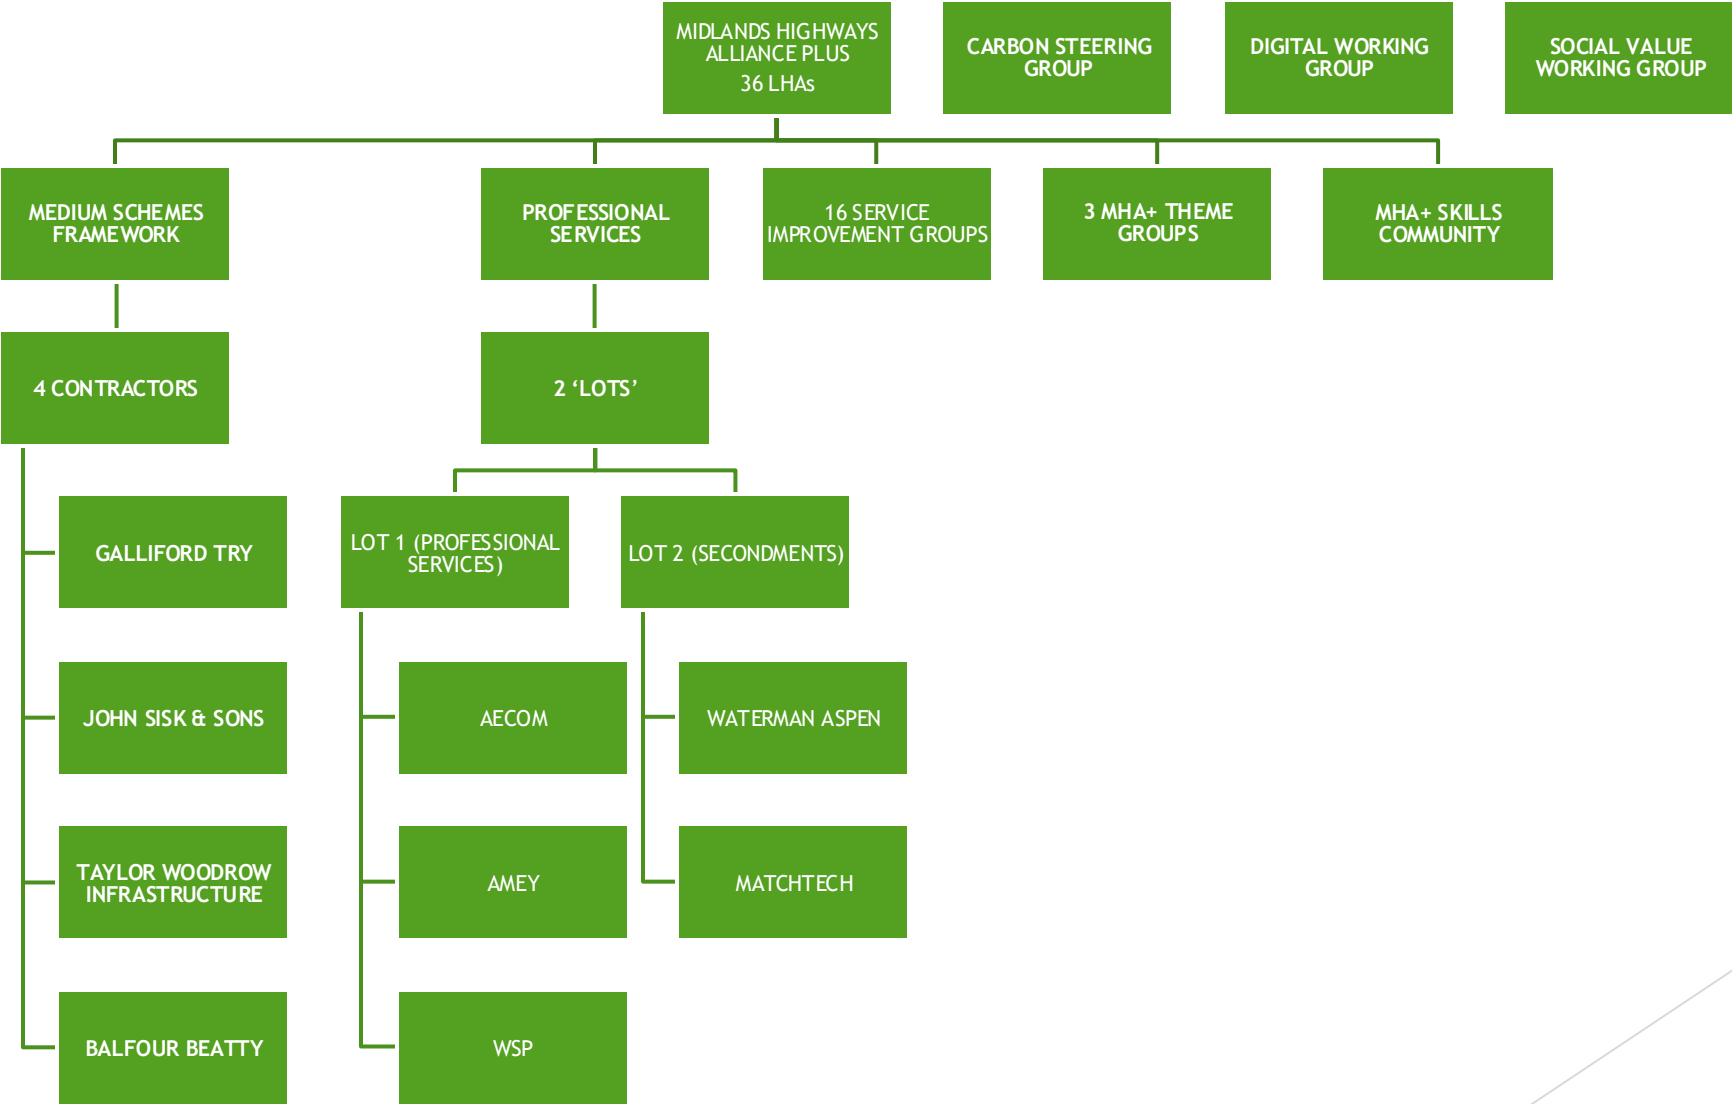 MIDLANDS HIGHWAYS
ALLIANCE PLUS
36 LHAs
CARBON STEERING
GROUP
DIGITAL WORKING
GROUP
SOCIAL VALUE
WORKING GROUP
MEDIUM SCHEMES
FRAMEWORK
PROFESSIONAL
SERVICES
16 SERVICE
IMPROVEMENT GROUPS
3 MHA+ THEME
GROUPS
MHA+ SKILLS
COMMUNITY
4 CONTRACTORS
2 ‘LOTS’
GALLIFORD TRY
LOT 1 (PROFESSIONAL
SERVICES)
LOT 2 (SECONDMENTS)
JOHN SISK & SONS
AECOM
WATERMAN ASPEN
TAYLOR WOODROW
INFRASTRUCTURE
AMEY
MATCHTECH
BALFOUR BEATTY
WSP